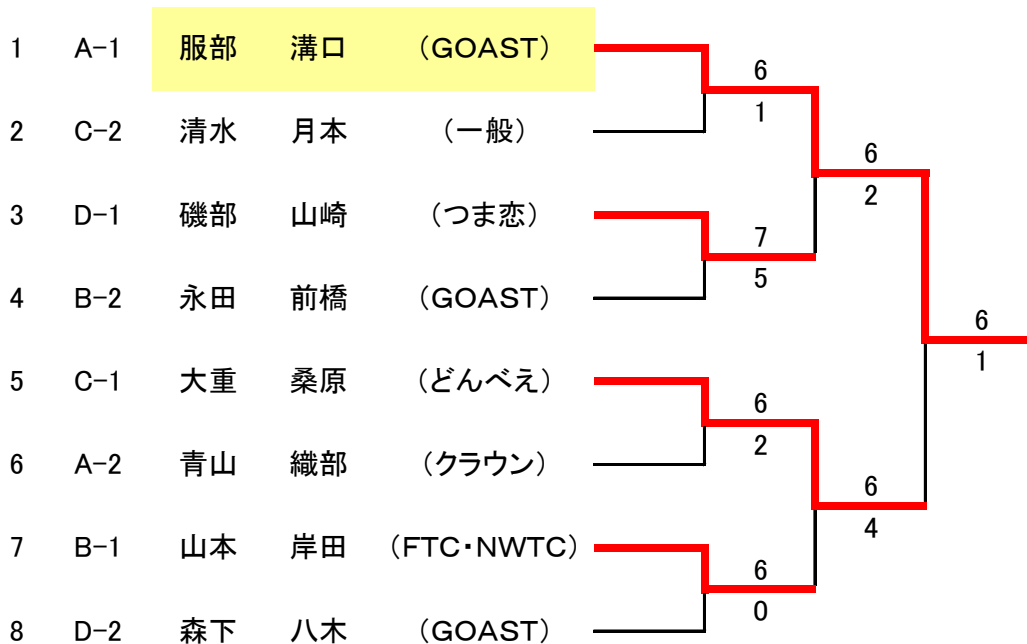 1 A-1 服部 溝口 (GOAST)
6
1
2 C-2 清水 月本 (一般)
6
2
3 D-1 磯部 山崎 (つま恋)
7
5
4 B-2 永田 前橋 (GOAST)
6
1
5 C-1 大重 桑原 (どんべえ)
6
2
6 A-2 青山 織部 (クラウン)
6
4
7 B-1 山本 岸田 (FTC・NWTC)
6
0
8 D-2 森下 八木 (GOAST)